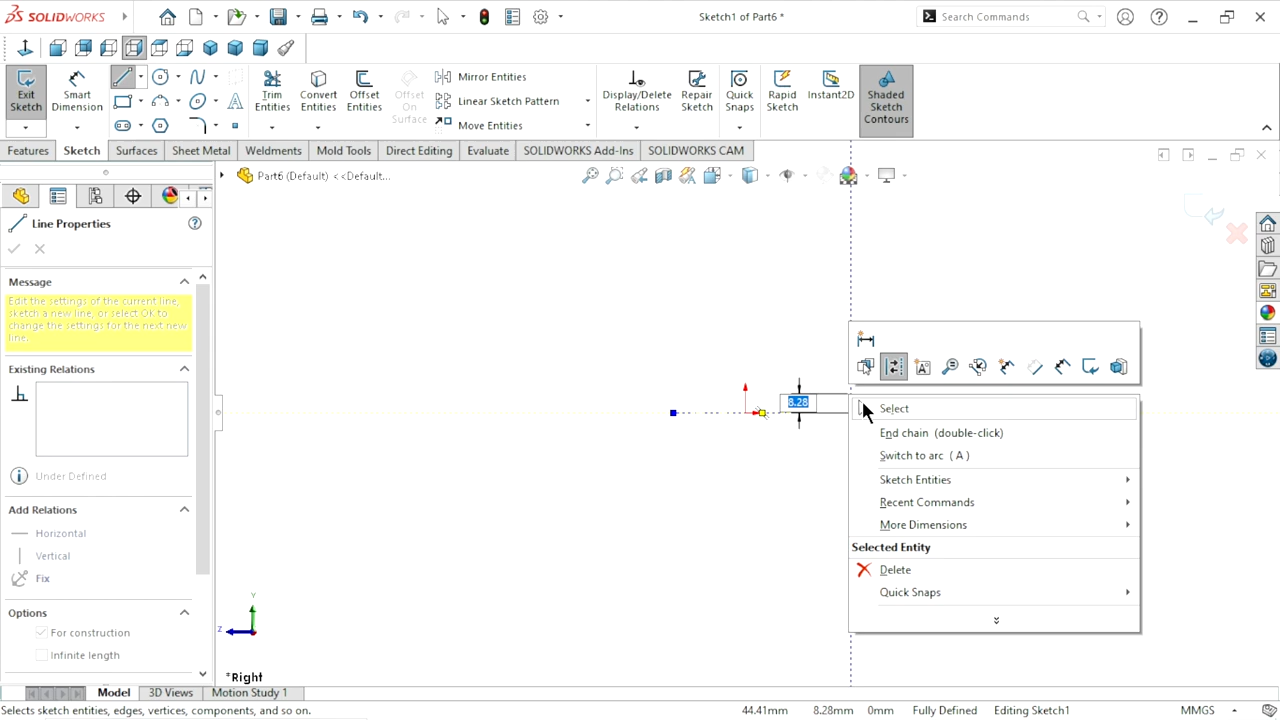 SOLIDWORKS
Sketch1 of Part6 *
Search Commands
Exit Sketch
Smart Dimension
Trim Entities
Convert Entities
Offset Entities
Offset On Surface
Mirror Entities
Linear Sketch Pattern
Move Entities
Display/Delete Relations
Repair Sketch
Quick Snaps
Rapid Sketch
Instant2D
Shaded Sketch Contours
Features
Sketch
Surfaces
Sheet Metal
Weldments
Mold Tools
Direct Editing
Evaluate
SOLIDWORKS Add-Ins
SOLIDWORKS CAM
Part6 (Default) <<Default...
Line Properties
Message
Edit the settings of the current line,
sketch a new line, or select Ok to
change the settings for the next new
line.
Existing Relations
Under Defined
Add Relations
Horizontal
Vertical
Fix
Options
For construction
Infinite length
8.28
Select
End chain (double-click)
Switch to arc ( A )
Sketch Entities
Recent Commands
More Dimensions
Selected Entity
Delete
Quick Snaps
Y
Z
*Right
Model
3D Views
Motion Study 1
Selects sketch entities, edges, vertices, components, and so on.
44.41mm
8.28mm
0mm
Fully Defined
Editing Sketch1
MMGS